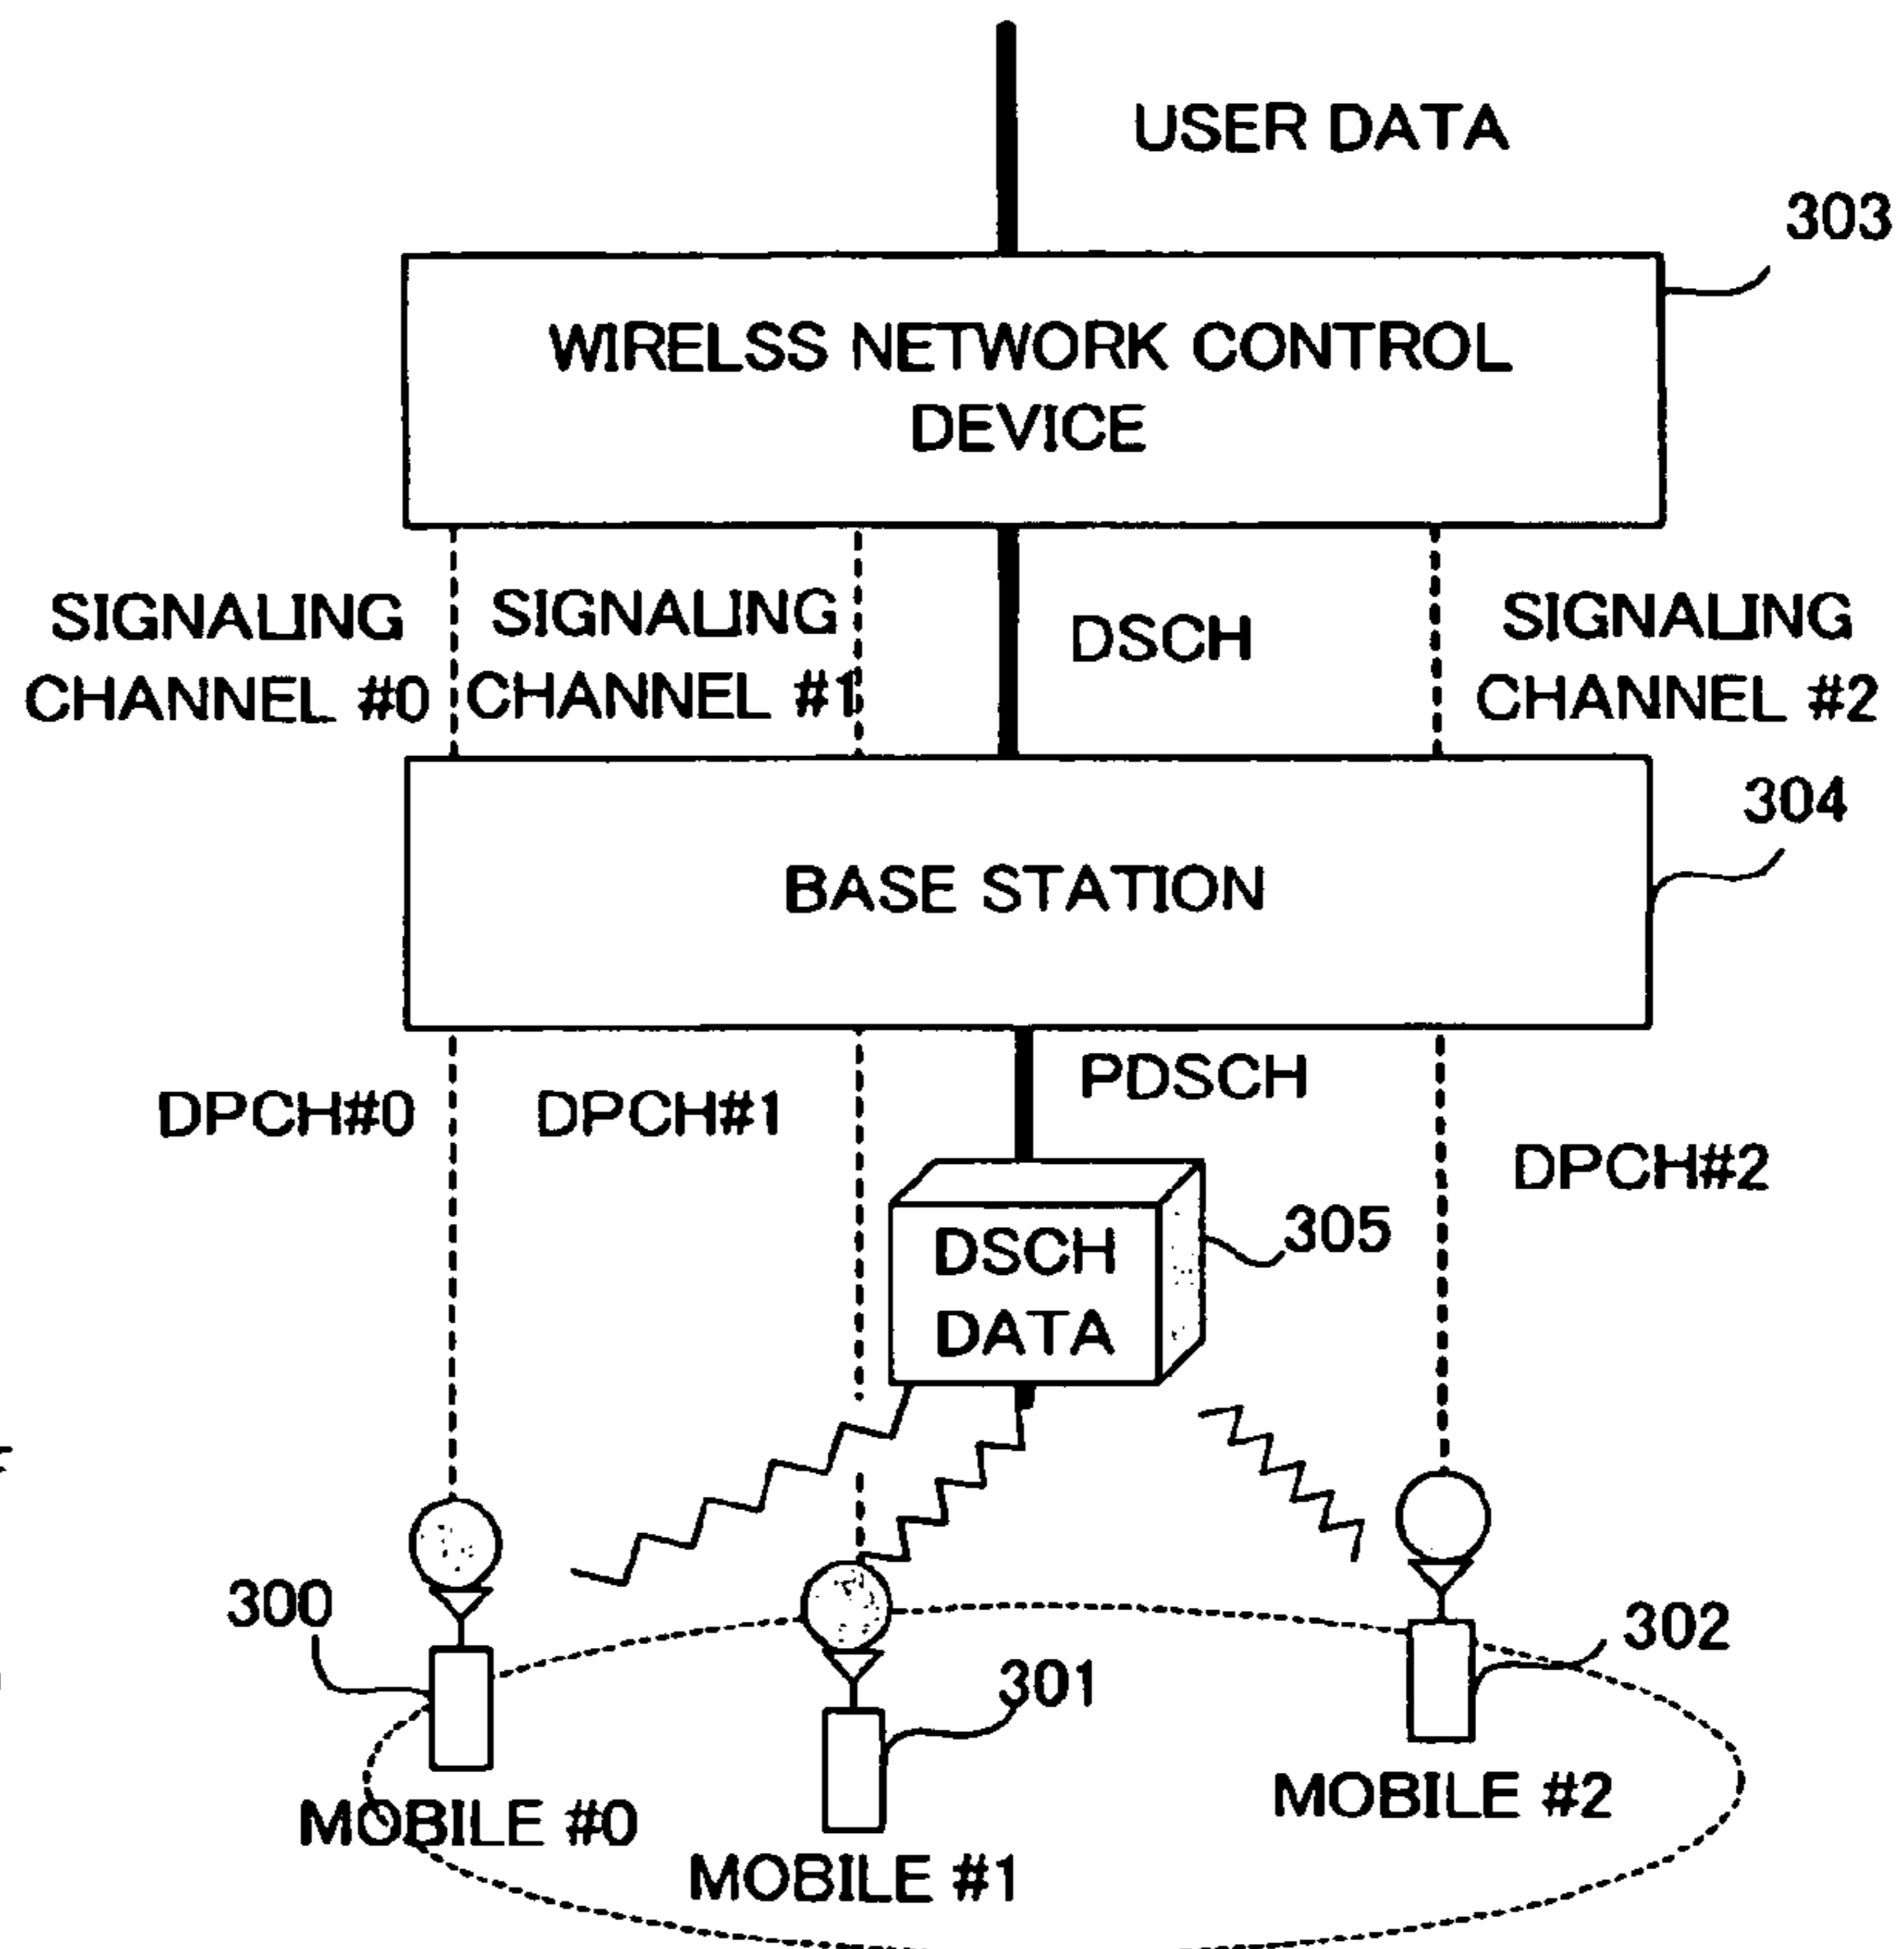 USER DATA
303
WIRELSS NETWORK CONTROL
DEVICE
SIGNALING
CHANNEL #0
SIGNALING
CHANNEL #1
DSCH
SIGNALING
CHANNEL #2
304
BASE STATION
DPCH#0
DPCH#1
PDSCH
DPCH#2
DSCH
DATA
305
300
301
302
MOBILE #0
MOBILE #1
MOBILE #2